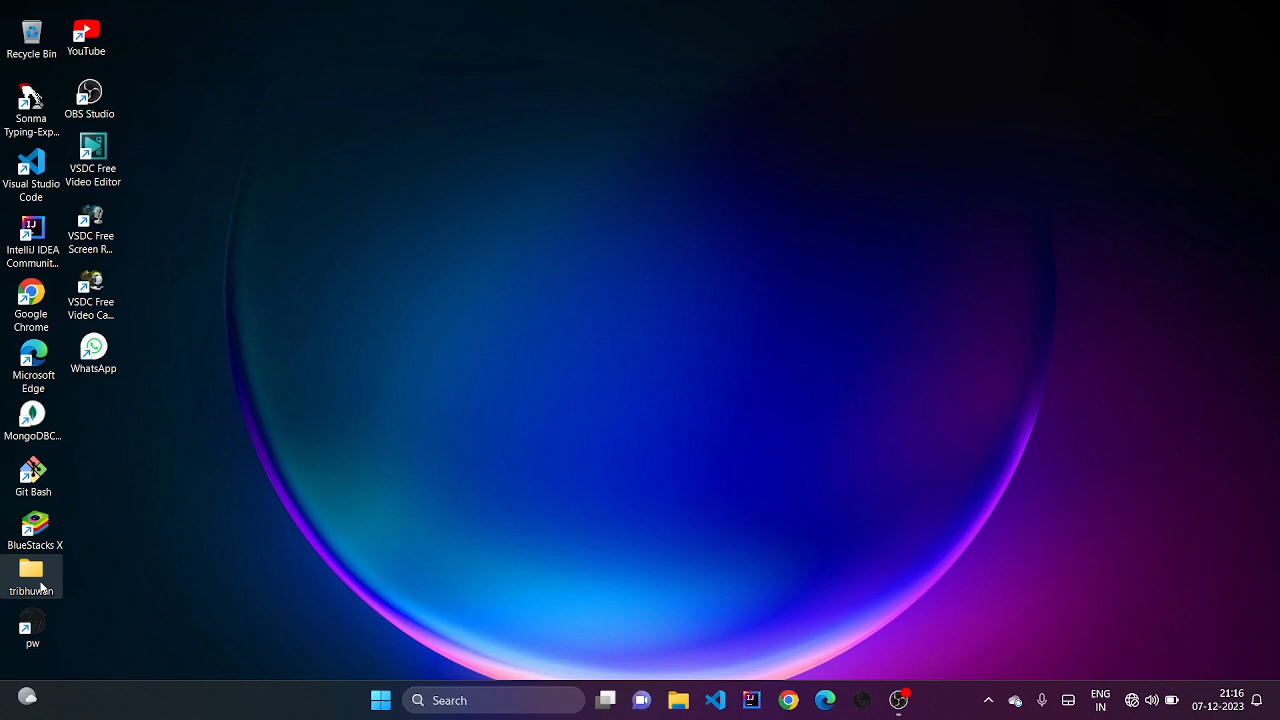 Recycle Bin
YouTube
Sonma
Typing-Exp...
OBS Studio
Visual Studio
Code
VSDC Free
Video Editor
IntelliJ IDEA
Communit...
VSDC Free
Screen R...
Google
Chrome
VSDC Free
Video Ca...
Microsoft
Edge
WhatsApp
MongoDBC...
Git Bash
BlueStacks X
tribhuwan
pw
Search
ENG
IN
21:16
07-12-2023